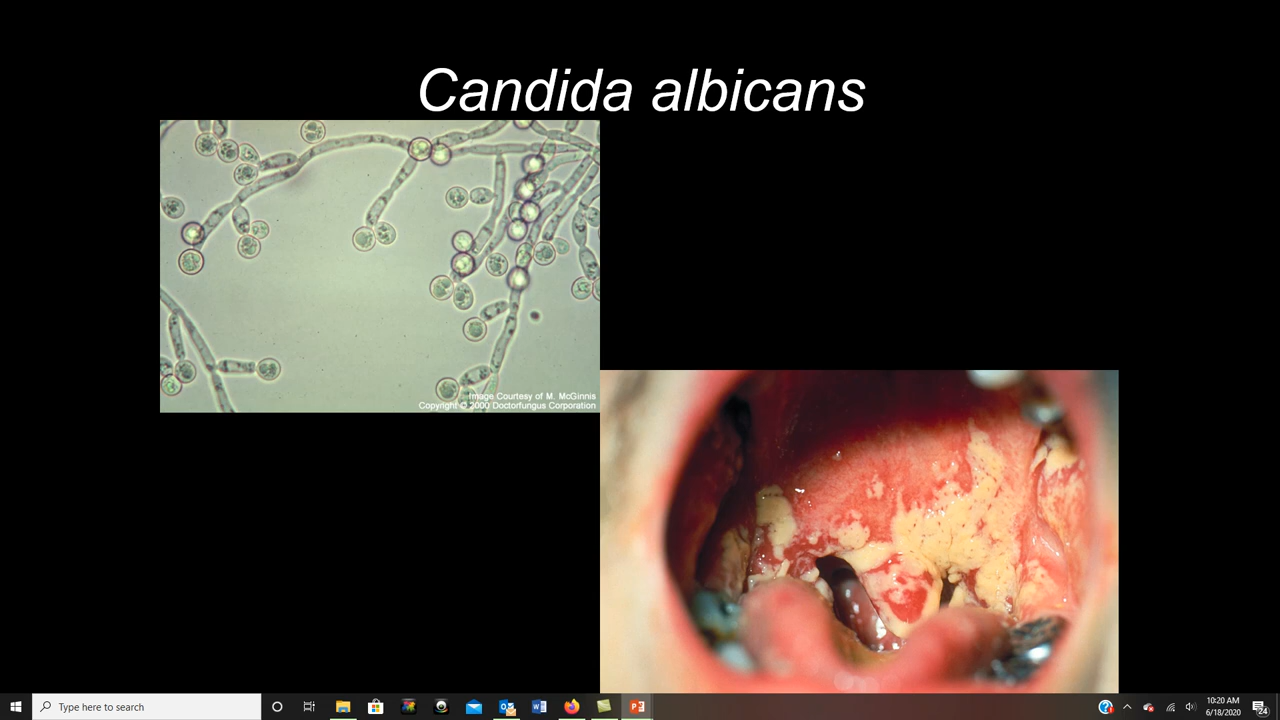 Candida albicans
Image Courtesy of M. McGinnis
Copyright © 2000 Doctorfungus Corporation
Type here to search
10:20 AM
6/18/2020
24